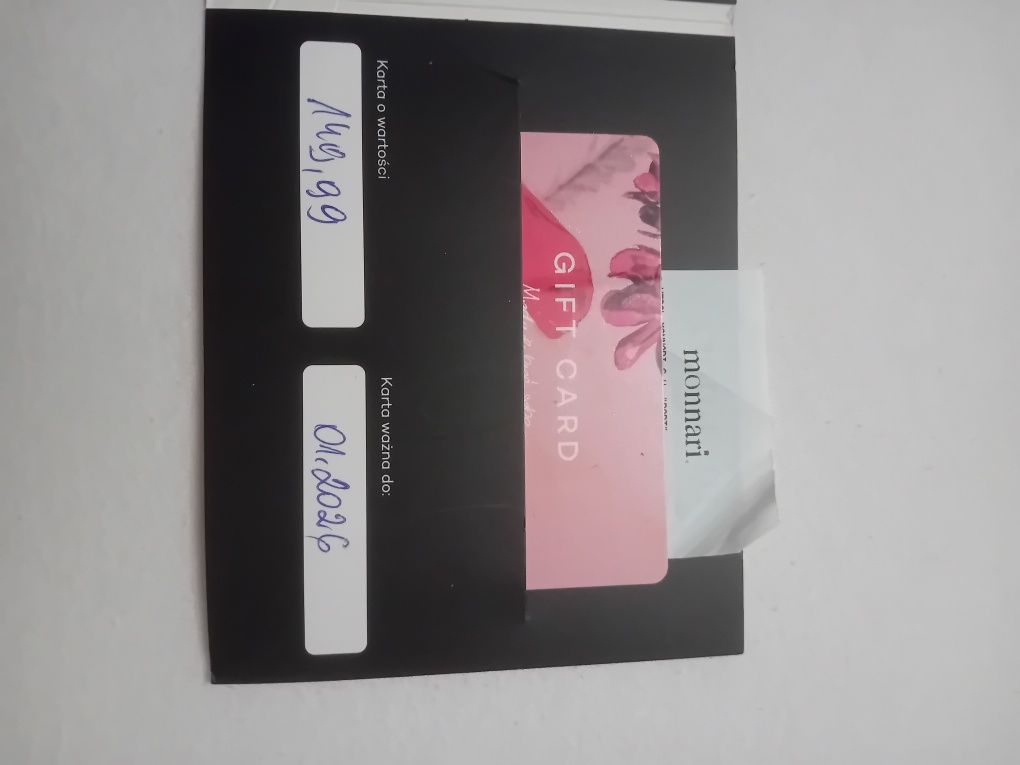 monnari
GIFT CARD
Karta o wartości
149,99
Karta ważna do:
01.2026